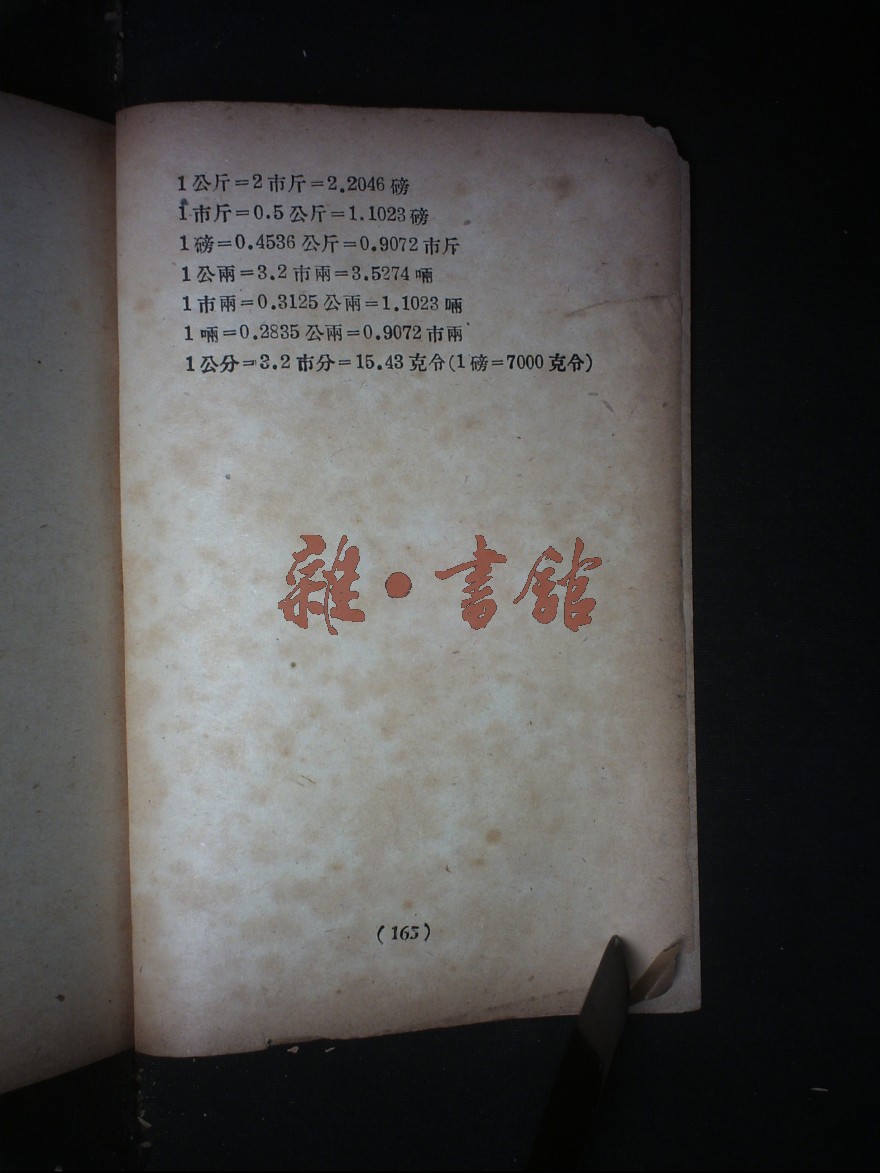 1公斤=2市斤=2.2046磅
1市斤=0.5公斤=1.1023磅
1磅=0.4536公斤=0.9072市斤
1公兩=3.2市兩=3.5274啢
1市兩=0.3125公兩=1.1023啢
1啢=0.2835公兩=0.9072市兩
1公分=3.2市分=15.43克令(1磅=7000克令)
雜·書館
(165)